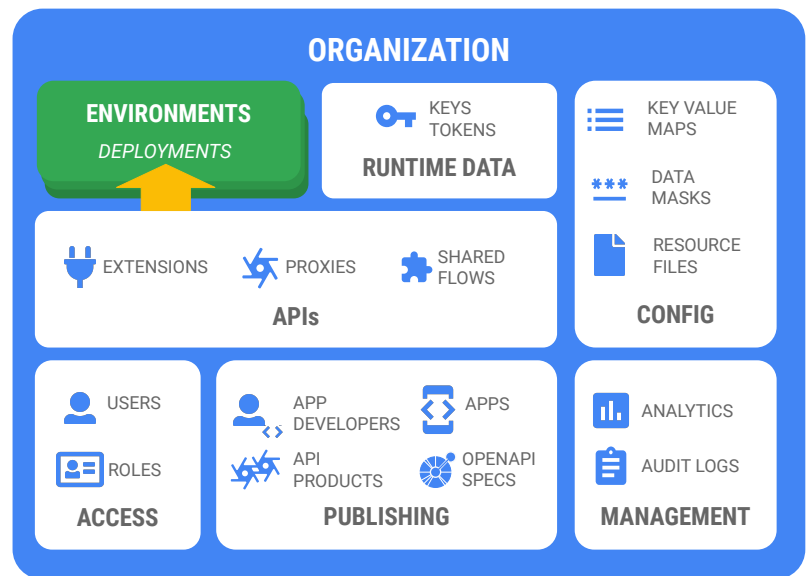 ORGANIZATION
ENVIRONMENTS
DEPLOYMENTS
KEYS
TOKENS
RUNTIME DATA
KEY VALUE
MAPS
***
DATA
MASKS
RESOURCE
FILES
CONFIG
EXTENSIONS
PROXIES
SHARED
FLOWS
APIs
USERS
ROLES
ACCESS
APP
DEVELOPERS
APPS
API
PRODUCTS
OPENAPI
SPECS
PUBLISHING
ANALYTICS
AUDIT LOGS
MANAGEMENT